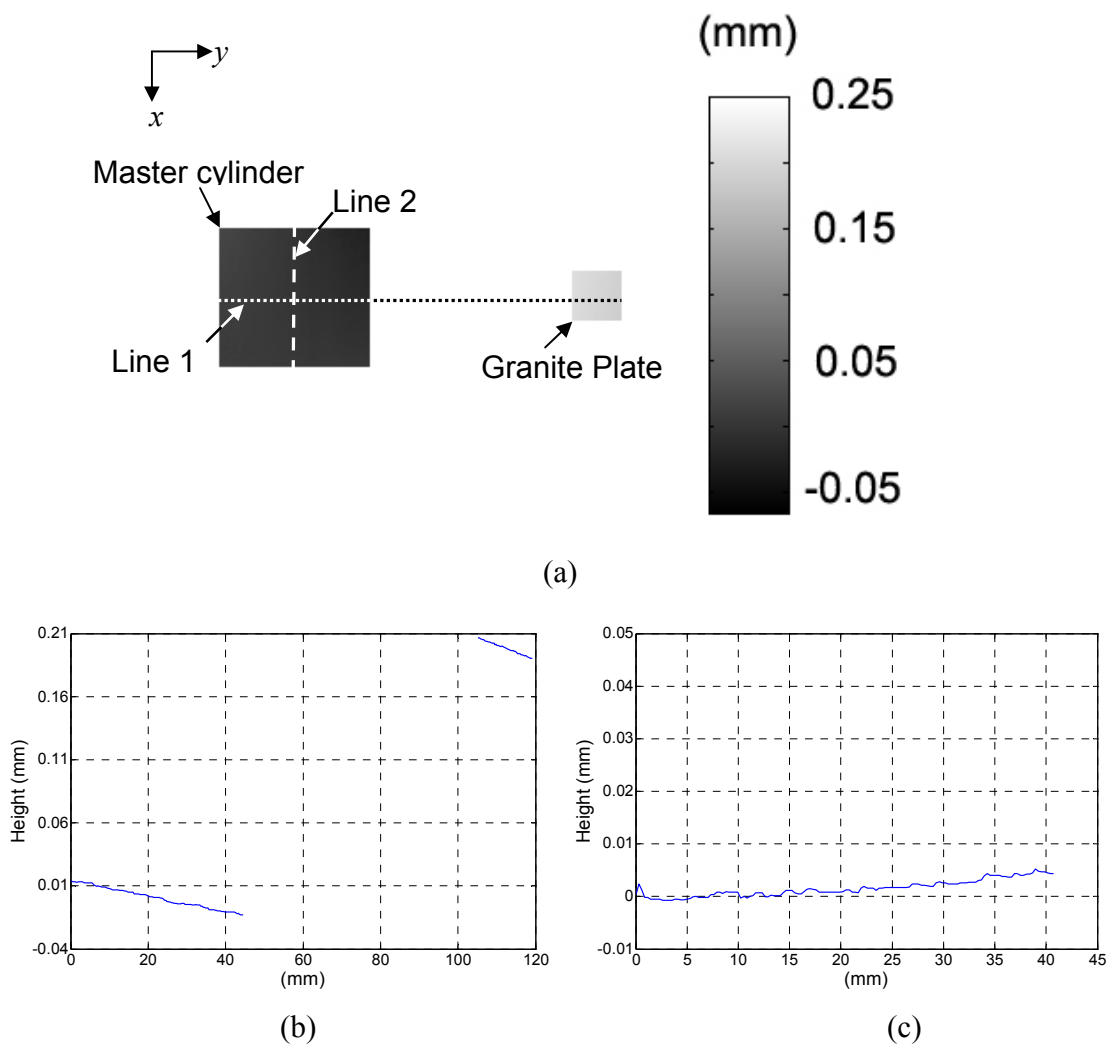 (mm)
0.25
0.15
0.05
-0.05
y
x
Master cylinder
Line 2
Line 1
Granite Plate
(a)
0.21
0.16
0.11
0.06
0.01
-0.04
Height (mm)
0 20 40 60 80 100 120
(mm)
(b)
0.05
0.04
0.03
0.02
0.01
0
-0.01
Height (mm)
0 5 10 15 20 25 30 35 40 45
(mm)
(c)